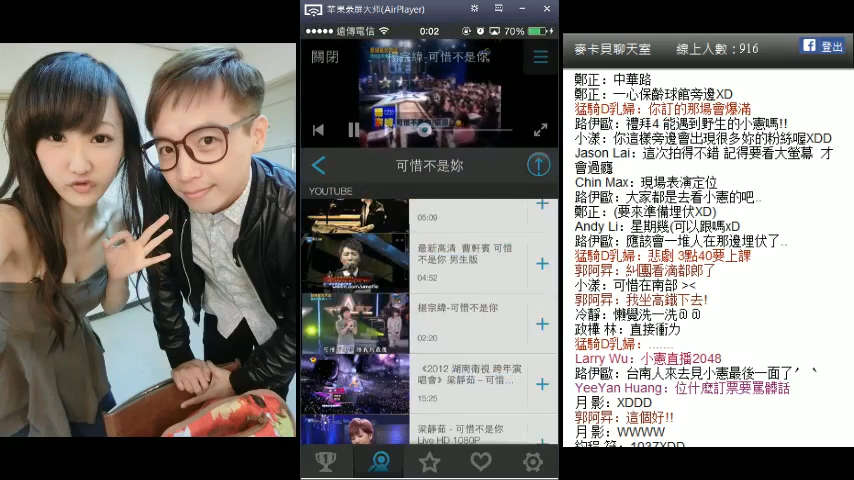 苹果录屏大师(AirPlayer)
遠傳電信
0:02
70%
關閉
楊宗緯-可惜不是你
可惜不是妳
YOUTUBE
05:09
最新高清 曹軒賓 可惜
不是你 男生版
04:52
楊宗緯-可惜不是你
02:20
《2012 湖南衛視 跨年演
唱會》梁靜茹－可惜…
15:25
梁靜茹 - 可惜不是你
Live HD 1080P
麥卡貝聊天室
線上人數：916
登出
鄭正：中華路
鄭正：一心保齡球館旁邊XD
猛騎D乳婦：你訂的那場會爆滿
路伊歐：禮拜4 能遇到野生的小憲嗎!!
小漾：你這樣旁邊會出現很多妳的粉絲喔XDD
Jason Lai：這次拍得不錯 記得要看大螢幕 才
會過癮
Chin Max：現場表演定位
路伊歐：大家都是去看小憲的吧..
鄭正：(要來準備埋伏XD)
Andy Li：星期幾(可以跟嗎xD
路伊歐：應該會一堆人在那邊埋伏了..
猛騎D乳婦：悲劇 3點40要上課
郭阿昇：糾團看滴都郎了
小漾：可惜在南部 ><
郭阿昇：我坐高鐵下去!
冷靜：懶覺洗一洗@@
政樺 林：直接衝ㄌ
猛騎D乳婦：.......
Larry Wu：小憲直播2048
路伊歐：台南人來去見小憲最後一面了
YeeYan Huang：位什麼訂票要罵髒話
月 影：XDDD
郭阿昇：這個好!!
月 影：WWWW